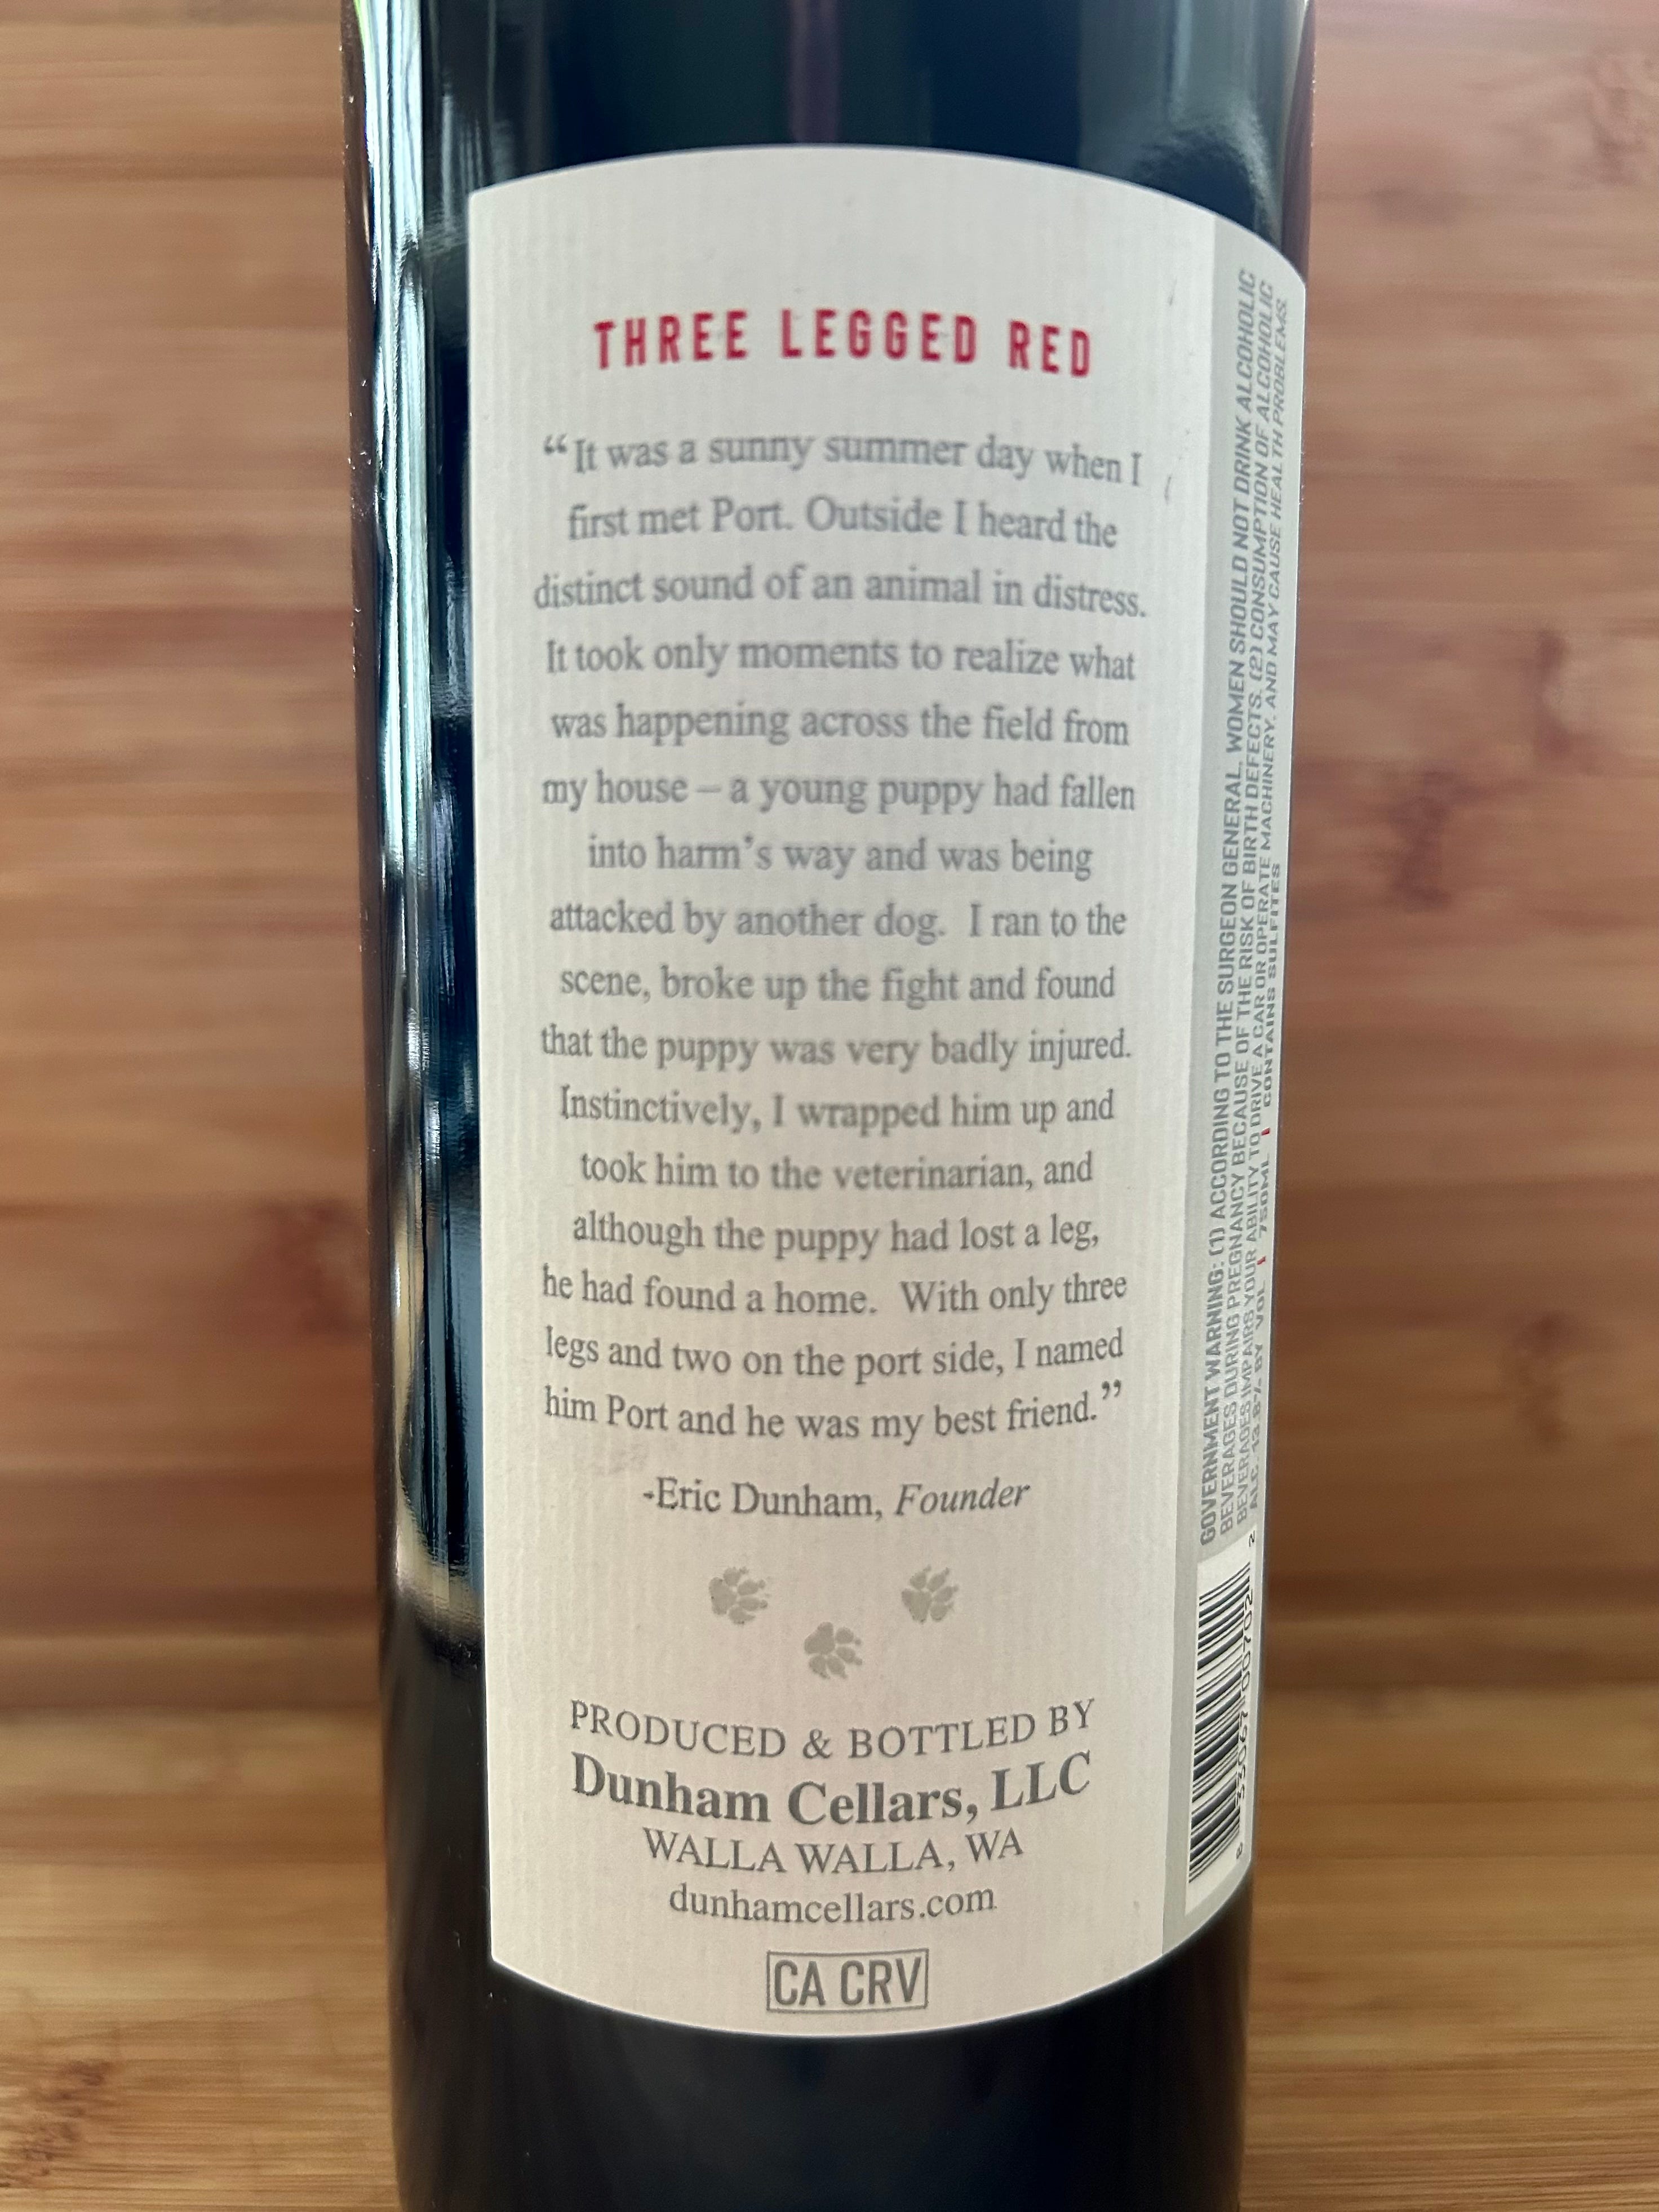 THREE LEGGED RED
“It was a sunny summer day when I
first met Port. Outside I heard the
distinct sound of an animal in distress.
It took only moments to realize what
was happening across the field from
my house – a young puppy had fallen
into harm’s way and was being
attacked by another dog. I ran to the
scene, broke up the fight and found
that the puppy was very badly injured.
Instinctively, I wrapped him up and
took him to the veterinarian, and
although the puppy had lost a leg,
he had found a home. With only three
legs and two on the port side, I named
him Port and he was my best friend.”
-Eric Dunham, Founder
PRODUCED & BOTTLED BY
Dunham Cellars, LLC
WALLA WALLA, WA
dunhamcellars.com
CA CRV
GOVERNMENT WARNING: (1) ACCORDING TO THE SURGEON GENERAL, WOMEN SHOULD NOT DRINK ALCOHOLIC
BEVERAGES DURING PREGNANCY BECAUSE OF THE RISK OF BIRTH DEFECTS. (2) CONSUMPTION OF ALCOHOLIC
BEVERAGES IMPAIRS YOUR ABILITY TO DRIVE A CAR OR OPERATE MACHINERY, AND MAY CAUSE HEALTH PROBLEMS.
ALC. 13.8% BY VOL. | 750ML | CONTAINS SULFITES